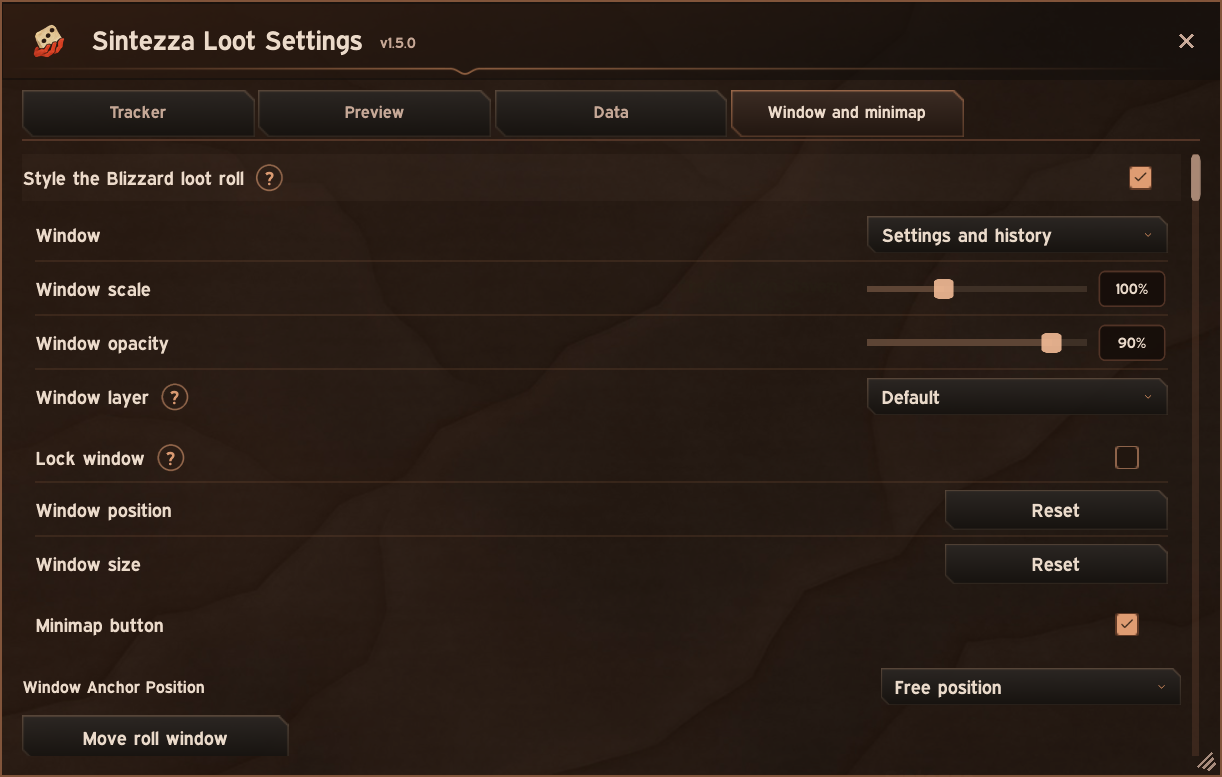 Sintezza Loot Settings v1.5.0
Tracker Preview Data Window and minimap
Style the Blizzard loot roll ?
Window Settings and history
Window scale 100%
Window opacity 90%
Window layer ? Default
Lock window ?
Window position Reset
Window size Reset
Minimap button
Window Anchor Position Free position
Move roll window